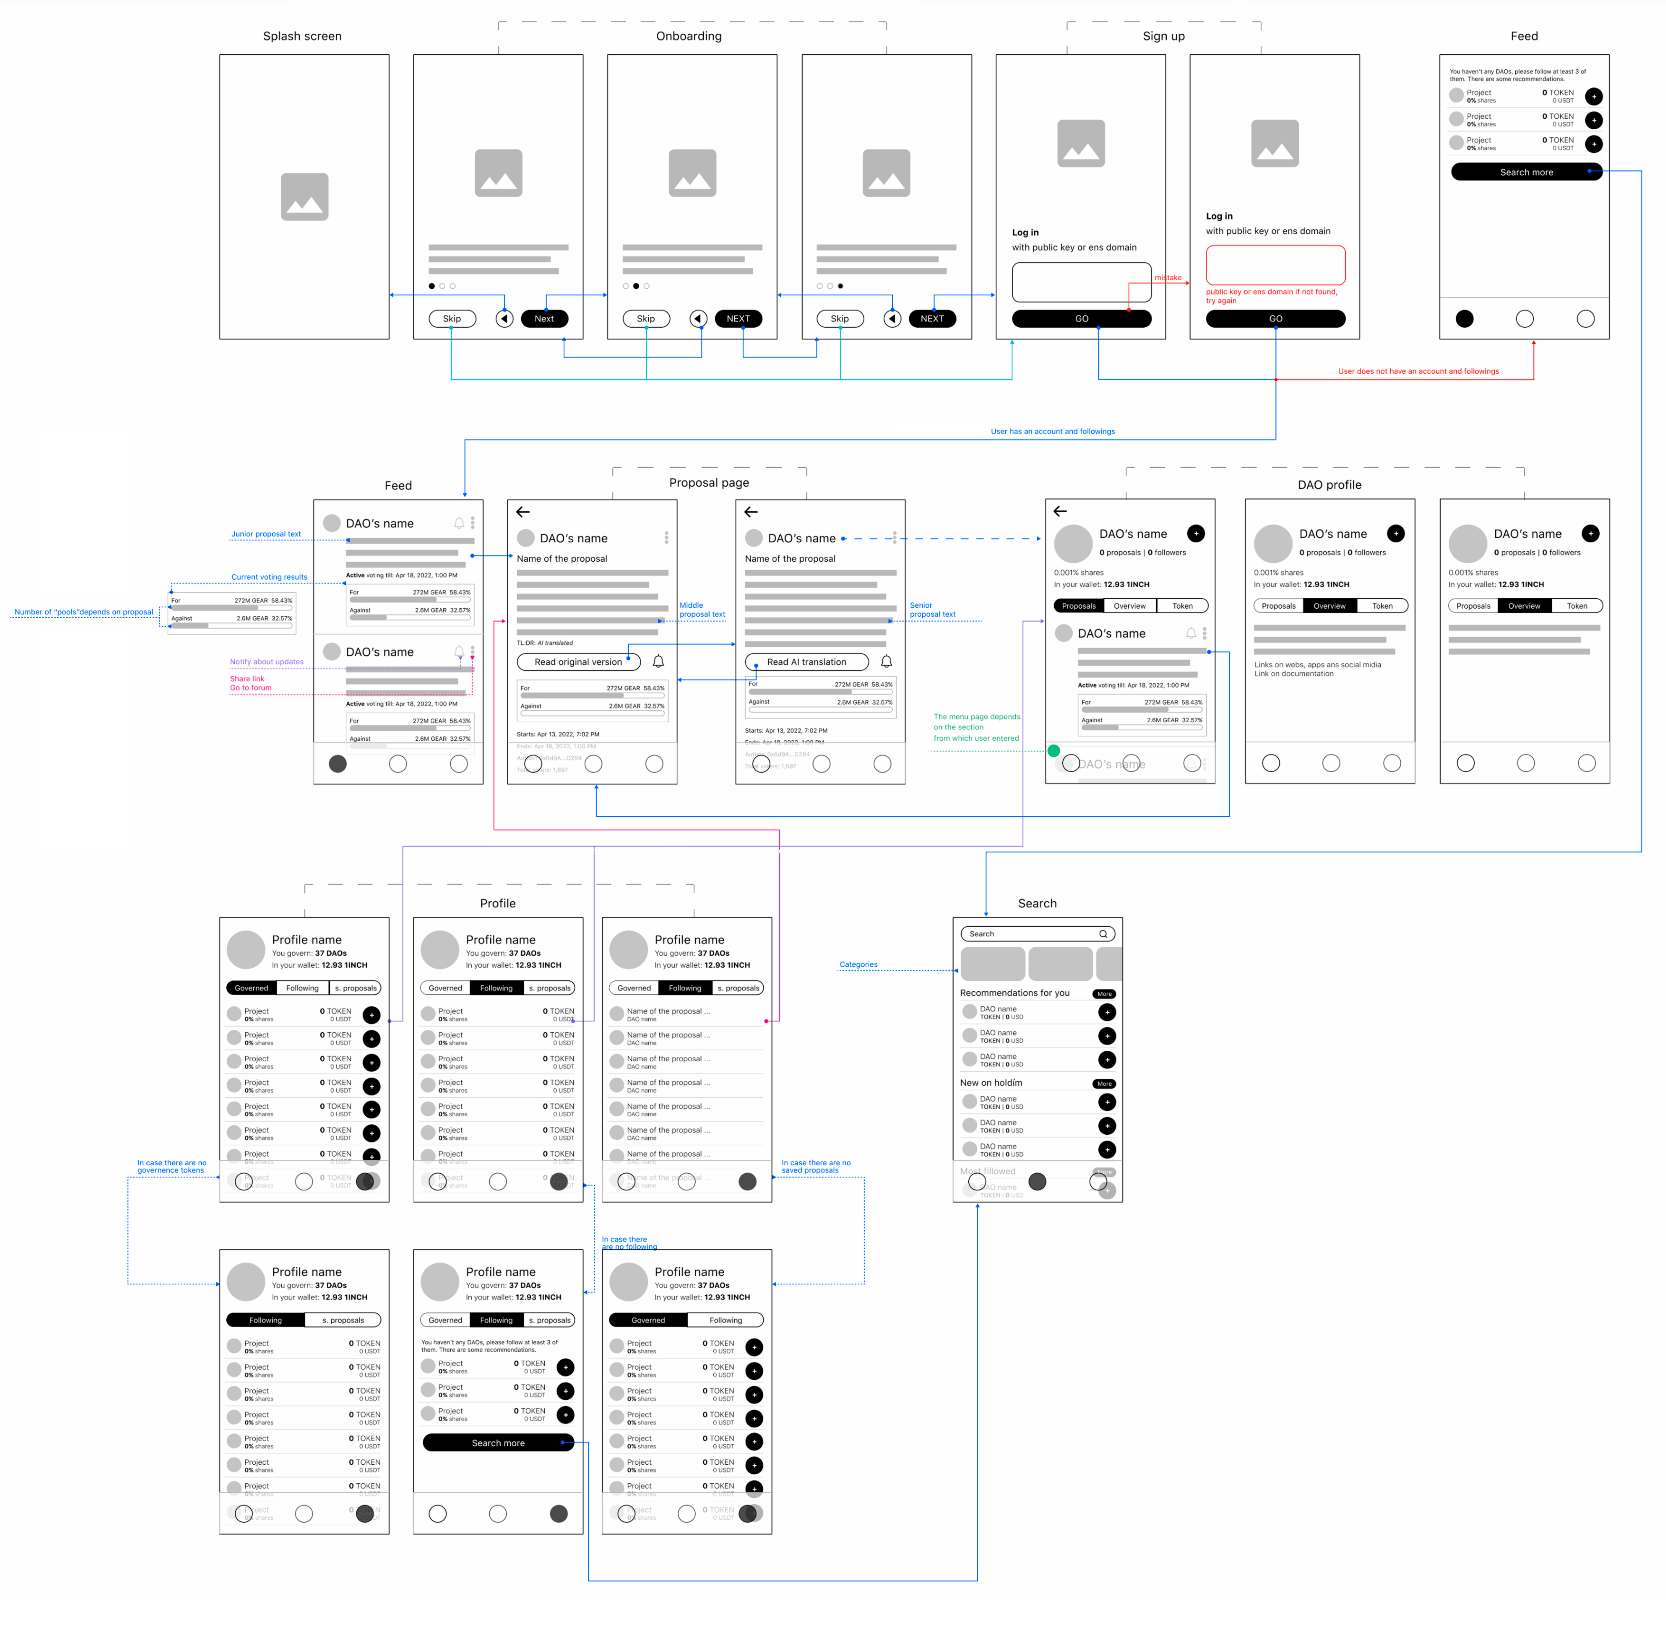 Splash screen
Onboarding
Sign up
Feed
Skip
Next
Skip
NEXT
Skip
NEXT
Log in
with public key or ens domain
GO
mistake
Log in
with public key or ens domain
public key or ens domain if not found,
try again
GO
You haven't any DAOs, please follow at least 3 of
them. There are some recommendations.
Project 0 TOKEN
0% shares 0 USDT
Project 0 TOKEN
0% shares 0 USDT
Project 0 TOKEN
0% shares 0 USDT
Search more
User does not have an account and followings
User has an account and followings
Feed
Proposal page
DAO profile
Junior proposal text
Current voting results
Number of "pools"depends on proposal
For 272M GEAR 58.43%
Against 2.6M GEAR 32.57%
Notify about updates
Share link
Go to forum
DAO's name
Active voting till: Apr 18, 2022, 1:00 PM
For 272M GEAR 58.43%
Against 2.6M GEAR 32.57%
DAO's name
Active voting till: Apr 18, 2022, 1:00 PM
For 272M GEAR 58.43%
Against 2.6M GEAR 32.57%
DAO's name
Name of the proposal
TL:DR: AI translated
Read original version
For 272M GEAR 58.43%
Against 2.6M GEAR 32.57%
Starts: Apr 13, 2022, 7:02 PM
Ends: Apr 18, 2022, 1:00 PM
Middle
proposal text
DAO's name
Name of the proposal
Read AI translation
For 272M GEAR 58.43%
Against 2.6M GEAR 32.57%
Starts: Apr 13, 2022, 7:02 PM
Ends: Apr 18, 2022, 1:00 PM
Senior
proposal text
The menu page depends
on the section
from which user entered
DAO's name
0 proposals | 0 followers
0.001% shares
In your wallet: 12.93 1INCH
Proposals Overview Token
DAO's name
Active voting till: Apr 18, 2022, 1:00 PM
For 272M GEAR 58.43%
Against 2.6M GEAR 32.57%
DAO's name
DAO's name
0 proposals | 0 followers
0.001% shares
In your wallet: 12.93 1INCH
Proposals Overview Token
Links on webs, apps ans social midia
Link on documentation
DAO's name
0 proposals | 0 followers
0.001% shares
In your wallet: 12.93 1INCH
Proposals Overview Token
Profile
Search
Profile name
You govern: 37 DAOs
In your wallet: 12.93 1INCH
Governed Following s. proposals
Project 0 TOKEN
0% shares 0 USDT
Project 0 TOKEN
0% shares 0 USDT
Project 0 TOKEN
0% shares 0 USDT
Project 0 TOKEN
0% shares 0 USDT
Project 0 TOKEN
0% shares 0 USDT
Project 0 TOKEN
0% shares 0 USDT
Project 0 TOKEN
0% shares 0 USDT
Profile name
You govern: 37 DAOs
In your wallet: 12.93 1INCH
Governed Following s. proposals
Project 0 TOKEN
0% shares 0 USDT
Project 0 TOKEN
0% shares 0 USDT
Project 0 TOKEN
0% shares 0 USDT
Project 0 TOKEN
0% shares 0 USDT
Project 0 TOKEN
0% shares 0 USDT
Project 0 TOKEN
0% shares 0 USDT
Project 0 TOKEN
0% shares 0 USDT
Profile name
You govern: 37 DAOs
In your wallet: 12.93 1INCH
Governed Following s. proposals
Name of the proposal ...
DAO name
Name of the proposal ...
DAO name
Name of the proposal ...
DAO name
Name of the proposal ...
DAO name
Name of the proposal ...
DAO name
Name of the proposal ...
DAO name
Name of the proposal ...
DAO name
Categories
Search
Recommendations for you More
DAO name
TOKEN | 0 USD
DAO name
TOKEN | 0 USD
DAO name
TOKEN | 0 USD
New on holdim More
DAO name
TOKEN | 0 USD
DAO name
TOKEN | 0 USD
DAO name
TOKEN | 0 USD
Most fillowed More
DAO name
TOKEN | 0 USD
In case there are no
governence tokens
In case there are no
saved proposals
In case there
are no following
Profile name
You govern: 37 DAOs
In your wallet: 12.93 1INCH
Following s. proposals
Project 0 TOKEN
0% shares 0 USDT
Project 0 TOKEN
0% shares 0 USDT
Project 0 TOKEN
0% shares 0 USDT
Project 0 TOKEN
0% shares 0 USDT
Project 0 TOKEN
0% shares 0 USDT
Project 0 TOKEN
0% shares 0 USDT
Project 0 TOKEN
0% shares 0 USDT
Profile name
You govern: 37 DAOs
In your wallet: 12.93 1INCH
Governed Following s. proposals
You haven't any DAOs, please follow at least 3 of
them. There are some recommendations.
Project 0 TOKEN
0% shares 0 USDT
Project 0 TOKEN
0% shares 0 USDT
Project 0 TOKEN
0% shares 0 USDT
Search more
Profile name
You govern: 37 DAOs
In your wallet: 12.93 1INCH
Governed Following
Project 0 TOKEN
0% shares 0 USDT
Project 0 TOKEN
0% shares 0 USDT
Project 0 TOKEN
0% shares 0 USDT
Project 0 TOKEN
0% shares 0 USDT
Project 0 TOKEN
0% shares 0 USDT
Project 0 TOKEN
0% shares 0 USDT
Project 0 TOKEN
0% shares 0 USDT